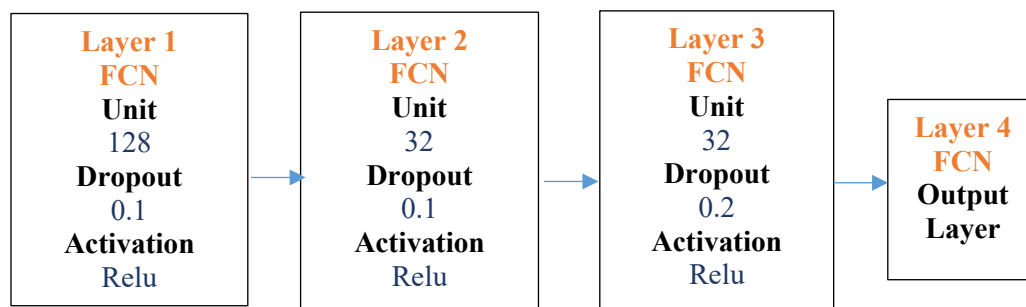 Layer 1
FCN
Unit
128
Dropout
0.1
Activation
Relu
Layer 2
FCN
Unit
32
Dropout
0.1
Activation
Relu
Layer 3
FCN
Unit
32
Dropout
0.2
Activation
Relu
Layer 4
FCN
Output
Layer